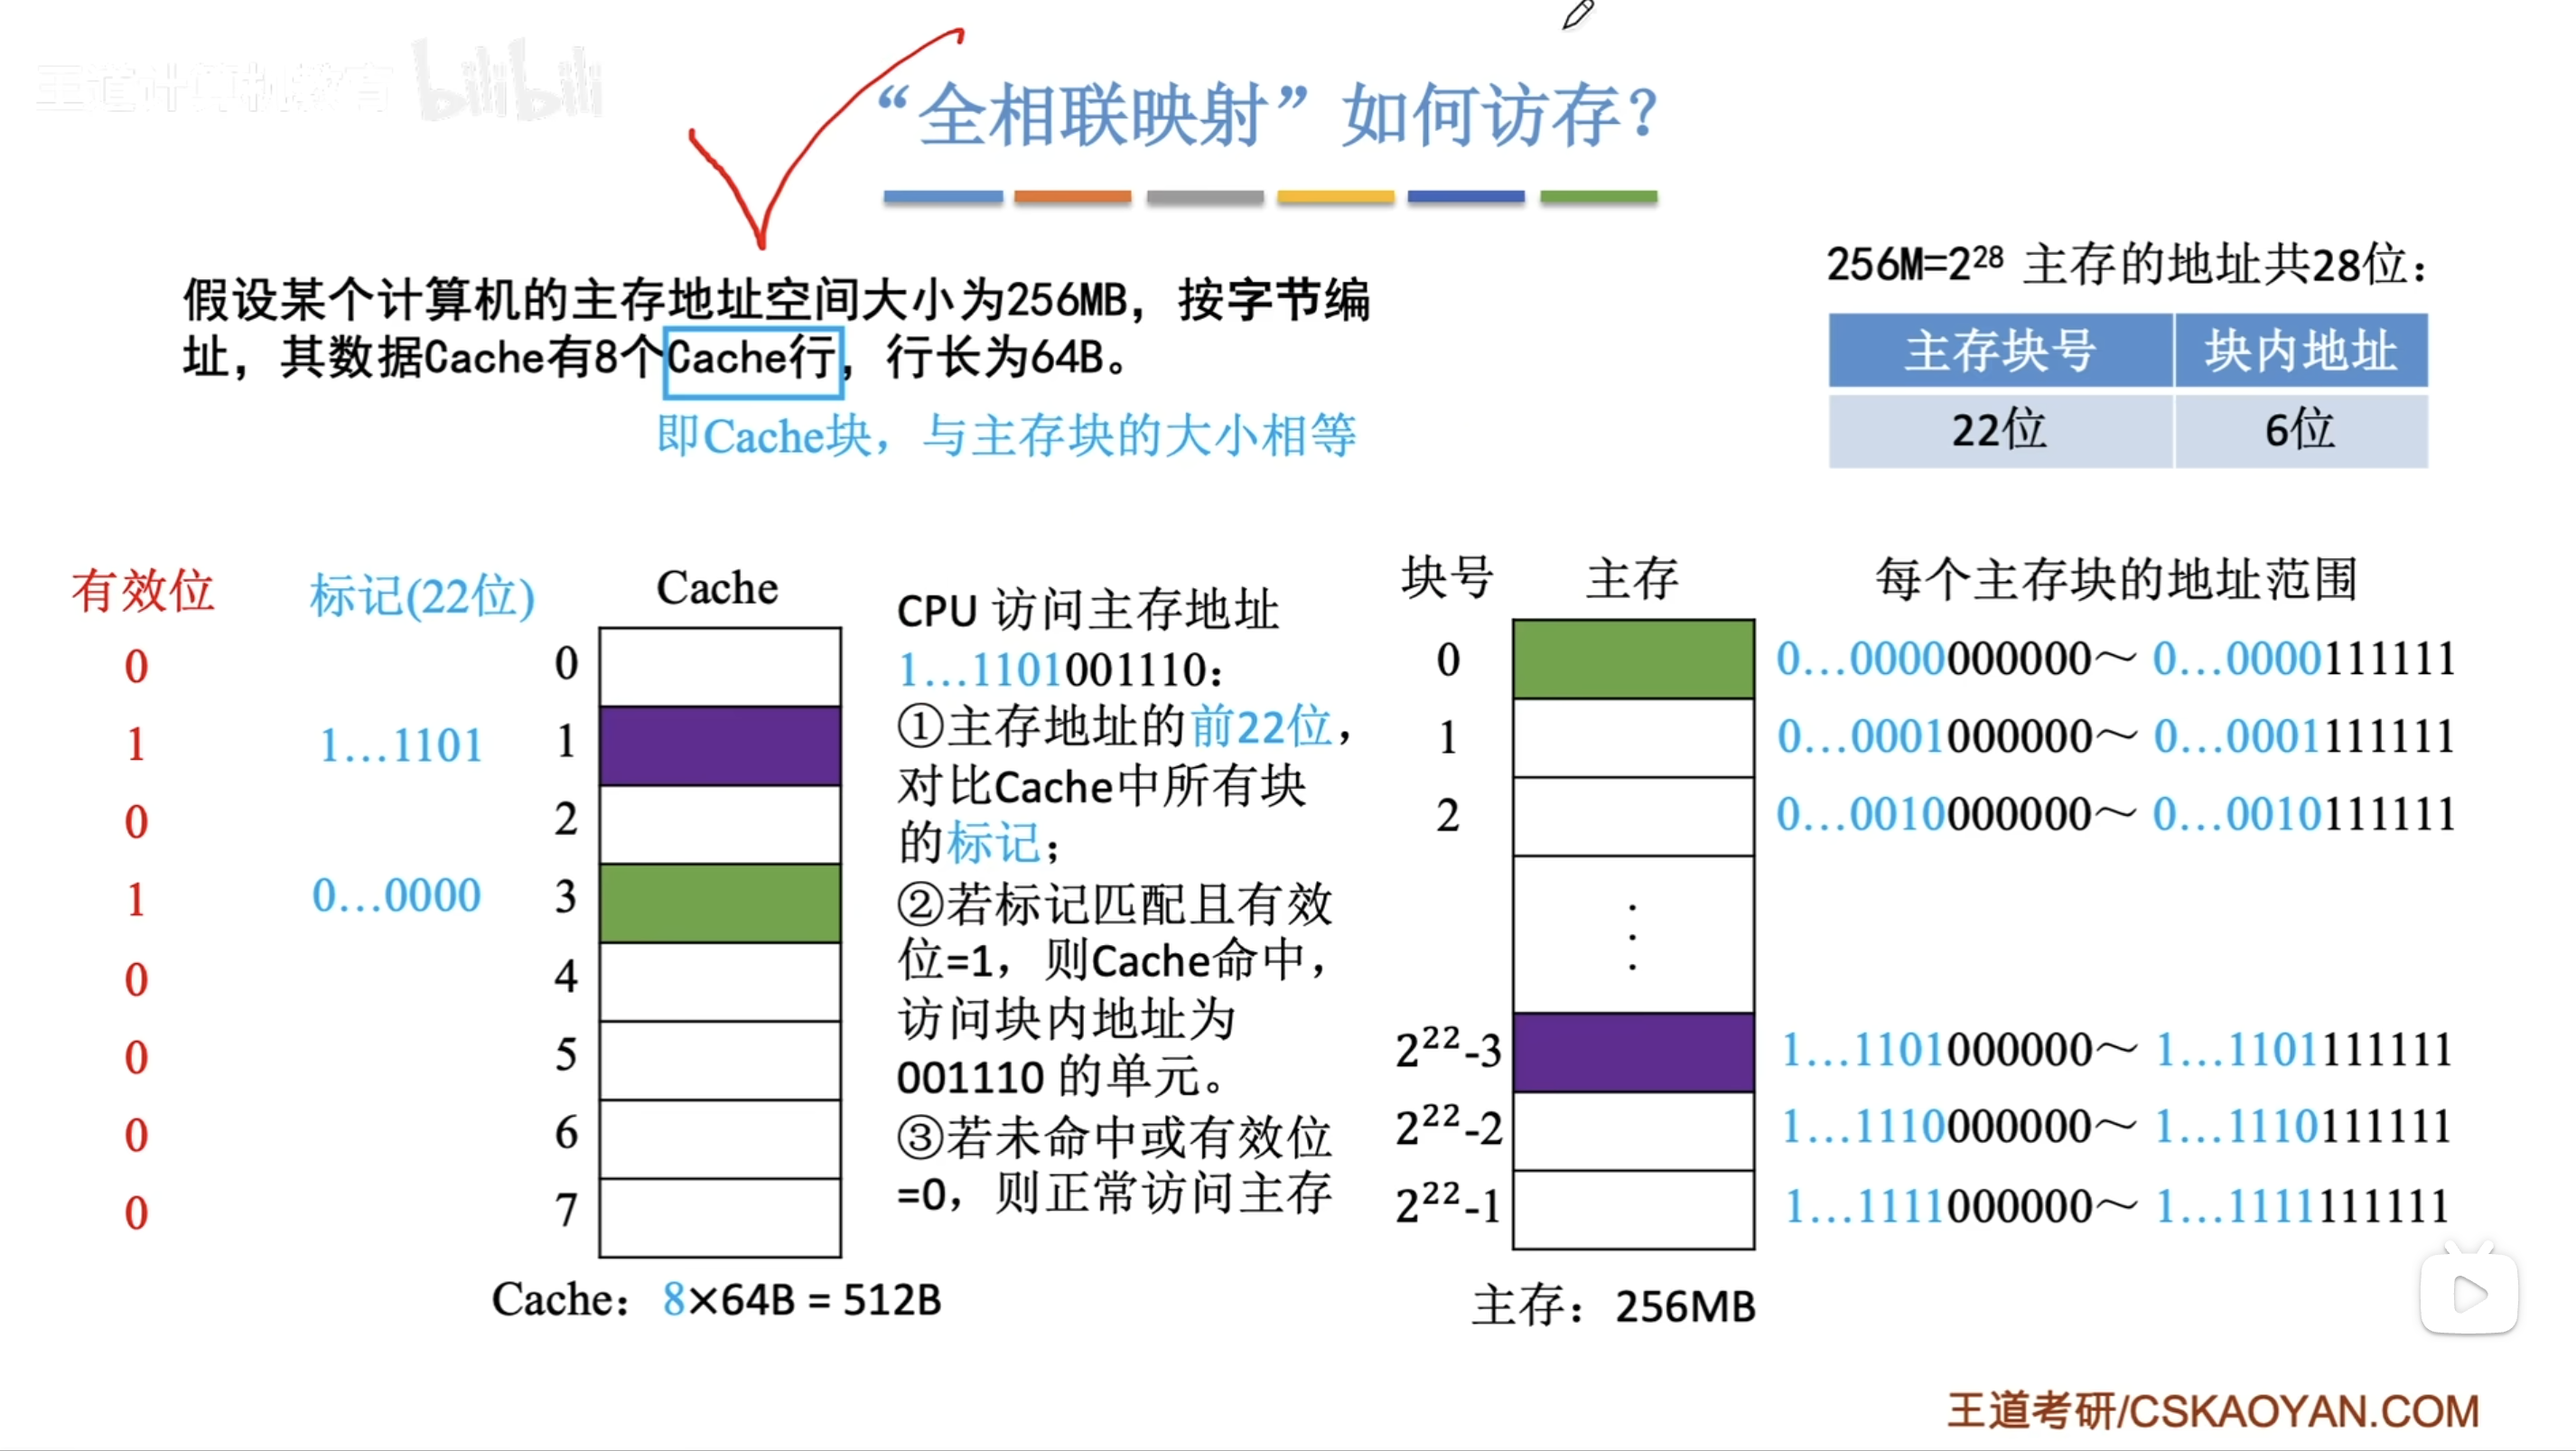 王道计算机教育 bilibili
“全相联映射”如何访存？
假设某个计算机的主存地址空间大小为256MB，按字节编
址，其数据Cache有8个Cache行，行长为64B。
即Cache块，与主存块的大小相等
256M=2²⁸ 主存的地址共28位：
主存块号 块内地址
22位 6位
有效位 标记(22位) Cache
0 0
1 1…1101 1
0 2
1 0…0000 3
0 4
0 5
0 6
0 7
Cache：8×64B = 512B
CPU 访问主存地址
1…1101001110：
①主存地址的前22位，
对比Cache中所有块
的标记；
②若标记匹配且有效
位=1，则Cache命中，
访问块内地址为
001110 的单元。
③若未命中或有效位
=0，则正常访问主存
块号 主存 每个主存块的地址范围
0 0…0000000000～ 0…0000111111
1 0…0001000000～ 0…0001111111
2 0…0010000000～ 0…0010111111
2²²-3 1…1101000000～ 1…1101111111
2²²-2 1…1110000000～ 1…1110111111
2²²-1 1…1111000000～ 1…1111111111
主存：256MB
王道考研/CSKAOYAN.COM